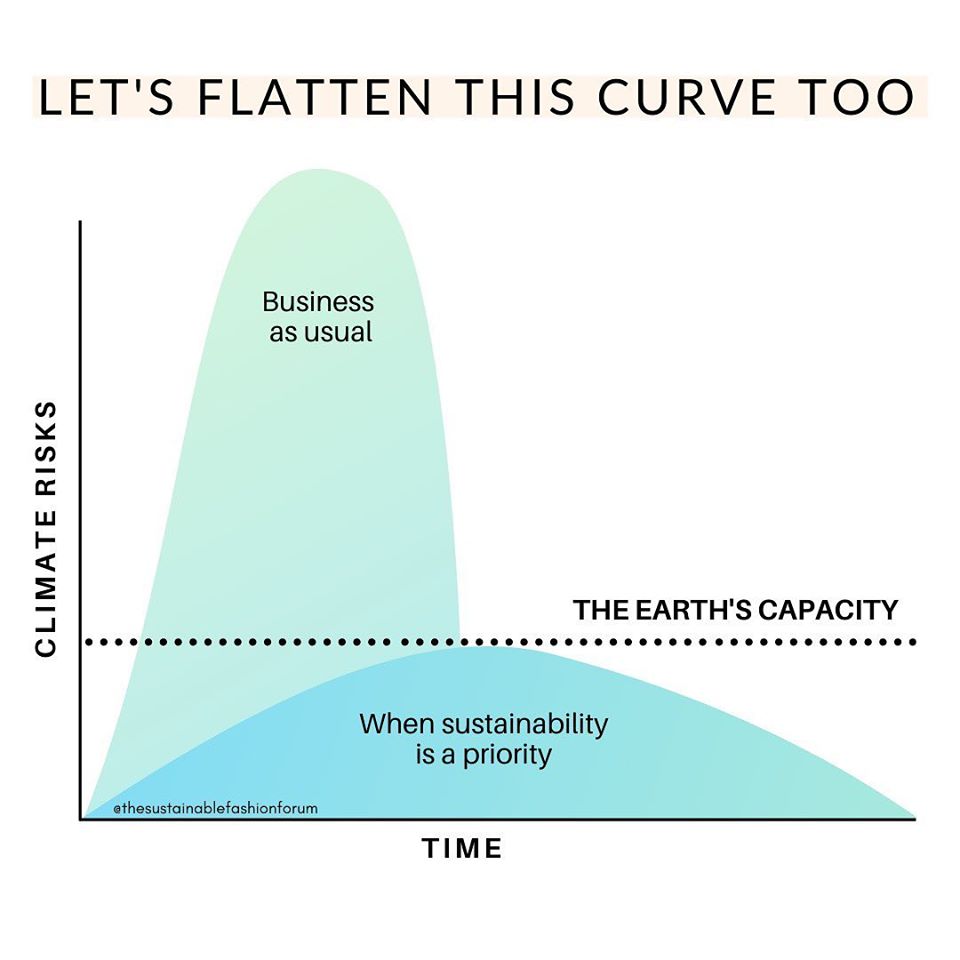 LET'S FLATTEN THIS CURVE TOO
Business
as usual
CLIMATE RISKS
THE EARTH'S CAPACITY
When sustainability
is a priority
@thesustainablefashionforum
TIME